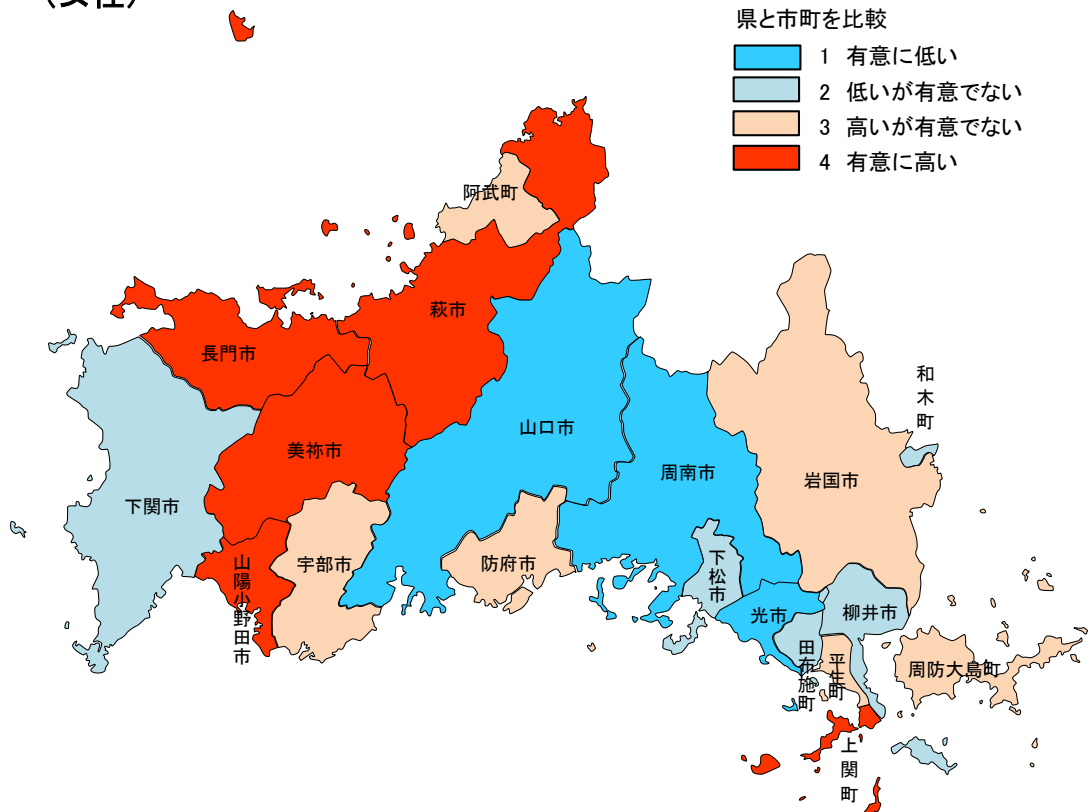 (女性)
県と市町を比較
1 有意に低い
2 低いが有意でない
3 高いが有意でない
4 有意に高い
阿武町
萩市
長門市
和木町
山口市
美祢市
周南市
岩国市
下関市
山陽小野田市
宇部市
防府市
下松市
光市
柳井市
田布施町
平生町
周防大島町
上関町